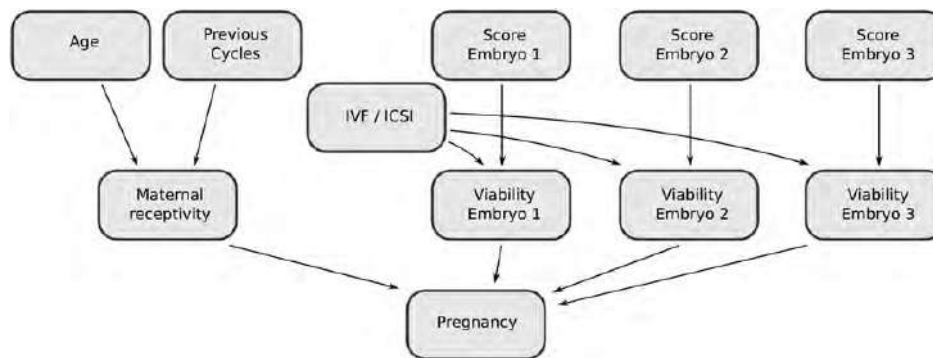 Age
Previous
Cycles
Score
Embryo 1
Score
Embryo 2
Score
Embryo 3
IVF / ICSI
Maternal
receptivity
Viability
Embryo 1
Viability
Embryo 2
Viability
Embryo 3
Pregnancy